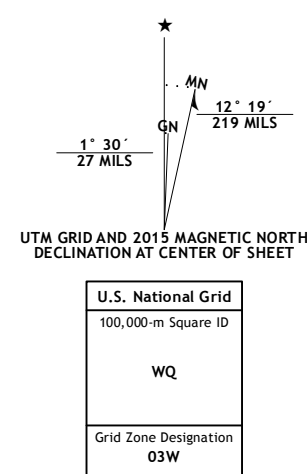 ★
MN
GN
12° 19´
219 MILS
1° 30´
27 MILS
UTM GRID AND 2015 MAGNETIC NORTH
DECLINATION AT CENTER OF SHEET
U.S. National Grid
100,000-m Square ID
WQ
Grid Zone Designation
03W